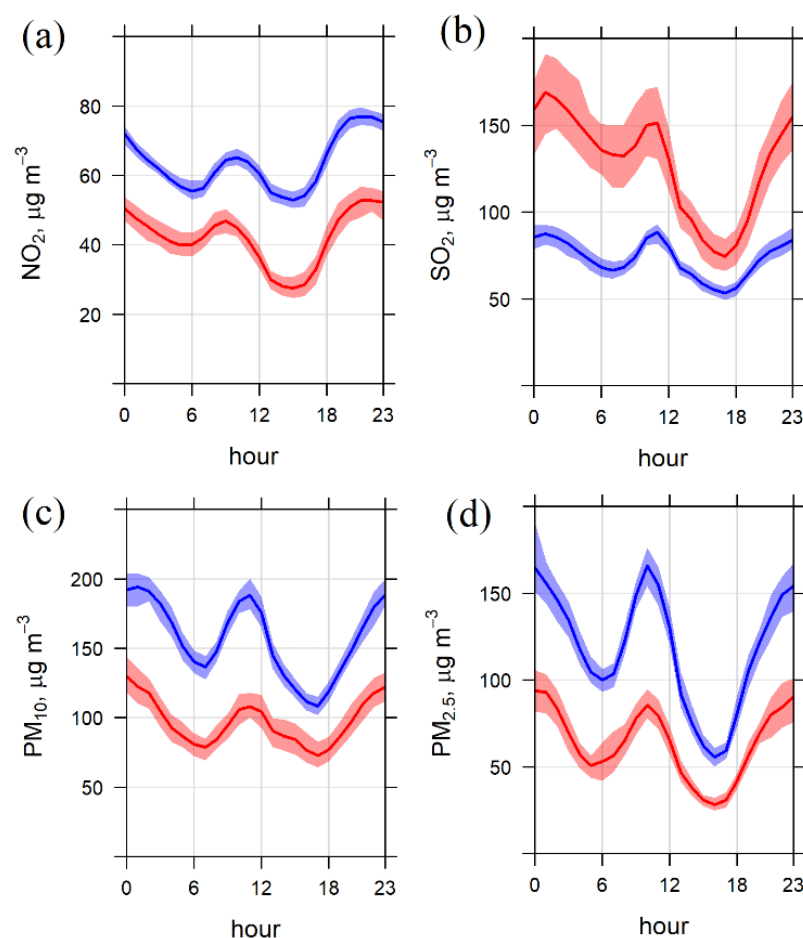 (a)
NO₂, µg m⁻³
80
60
40
20
0 6 12 18 23
hour
(b)
SO₂, µg m⁻³
150
100
50
0 6 12 18 23
hour
(c)
PM₁₀, µg m⁻³
200
150
100
50
0 6 12 18 23
hour
(d)
PM₂.₅, µg m⁻³
150
100
50
0 6 12 18 23
hour